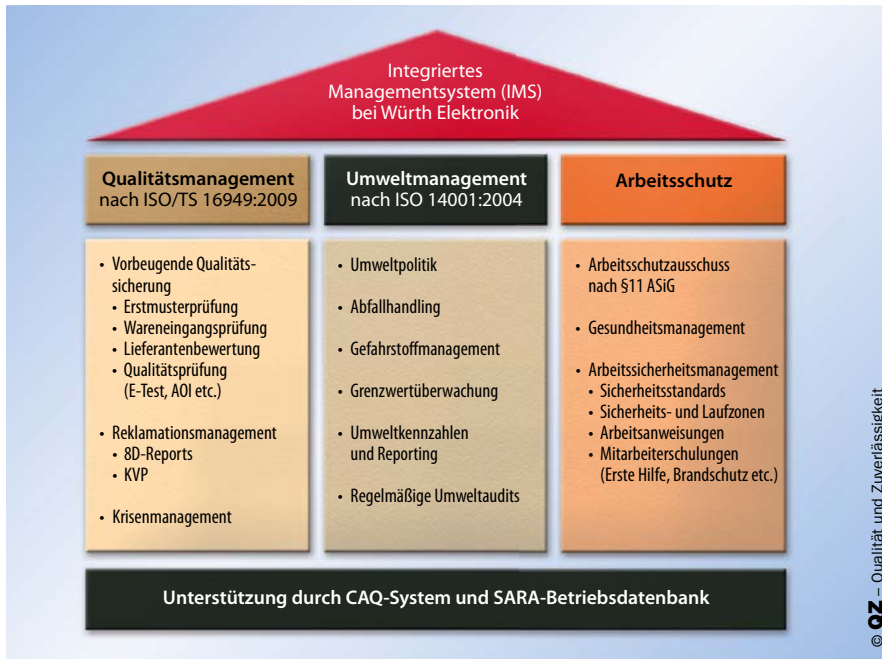 Integriertes
Managementsystem (IMS)
bei Würth Elektronik
Qualitätsmanagement
nach ISO/TS 16949:2009
• Vorbeugende Qualitäts-
sicherung
• Erstmusterprüfung
• Wareneingangsprüfung
• Lieferantenbewertung
• Qualitätsprüfung
(E-Test, AOI etc.)
• Reklamationsmanagement
• 8D-Reports
• KVP
• Krisenmanagement
Umweltmanagement
nach ISO 14001:2004
• Umweltpolitik
• Abfallhandling
• Gefahrstoffmanagement
• Grenzwertüberwachung
• Umweltkennzahlen
und Reporting
• Regelmäßige Umweltaudits
Arbeitsschutz
• Arbeitsschutzausschuss
nach §11 ASiG
• Gesundheitsmanagement
• Arbeitssicherheitsmanagement
• Sicherheitsstandards
• Sicherheits- und Laufzonen
• Arbeitsanweisungen
• Mitarbeiterschulungen
(Erste Hilfe, Brandschutz etc.)
Unterstützung durch CAQ-System und SARA-Betriebsdatenbank
© QZ – Qualität und Zuverlässigkeit